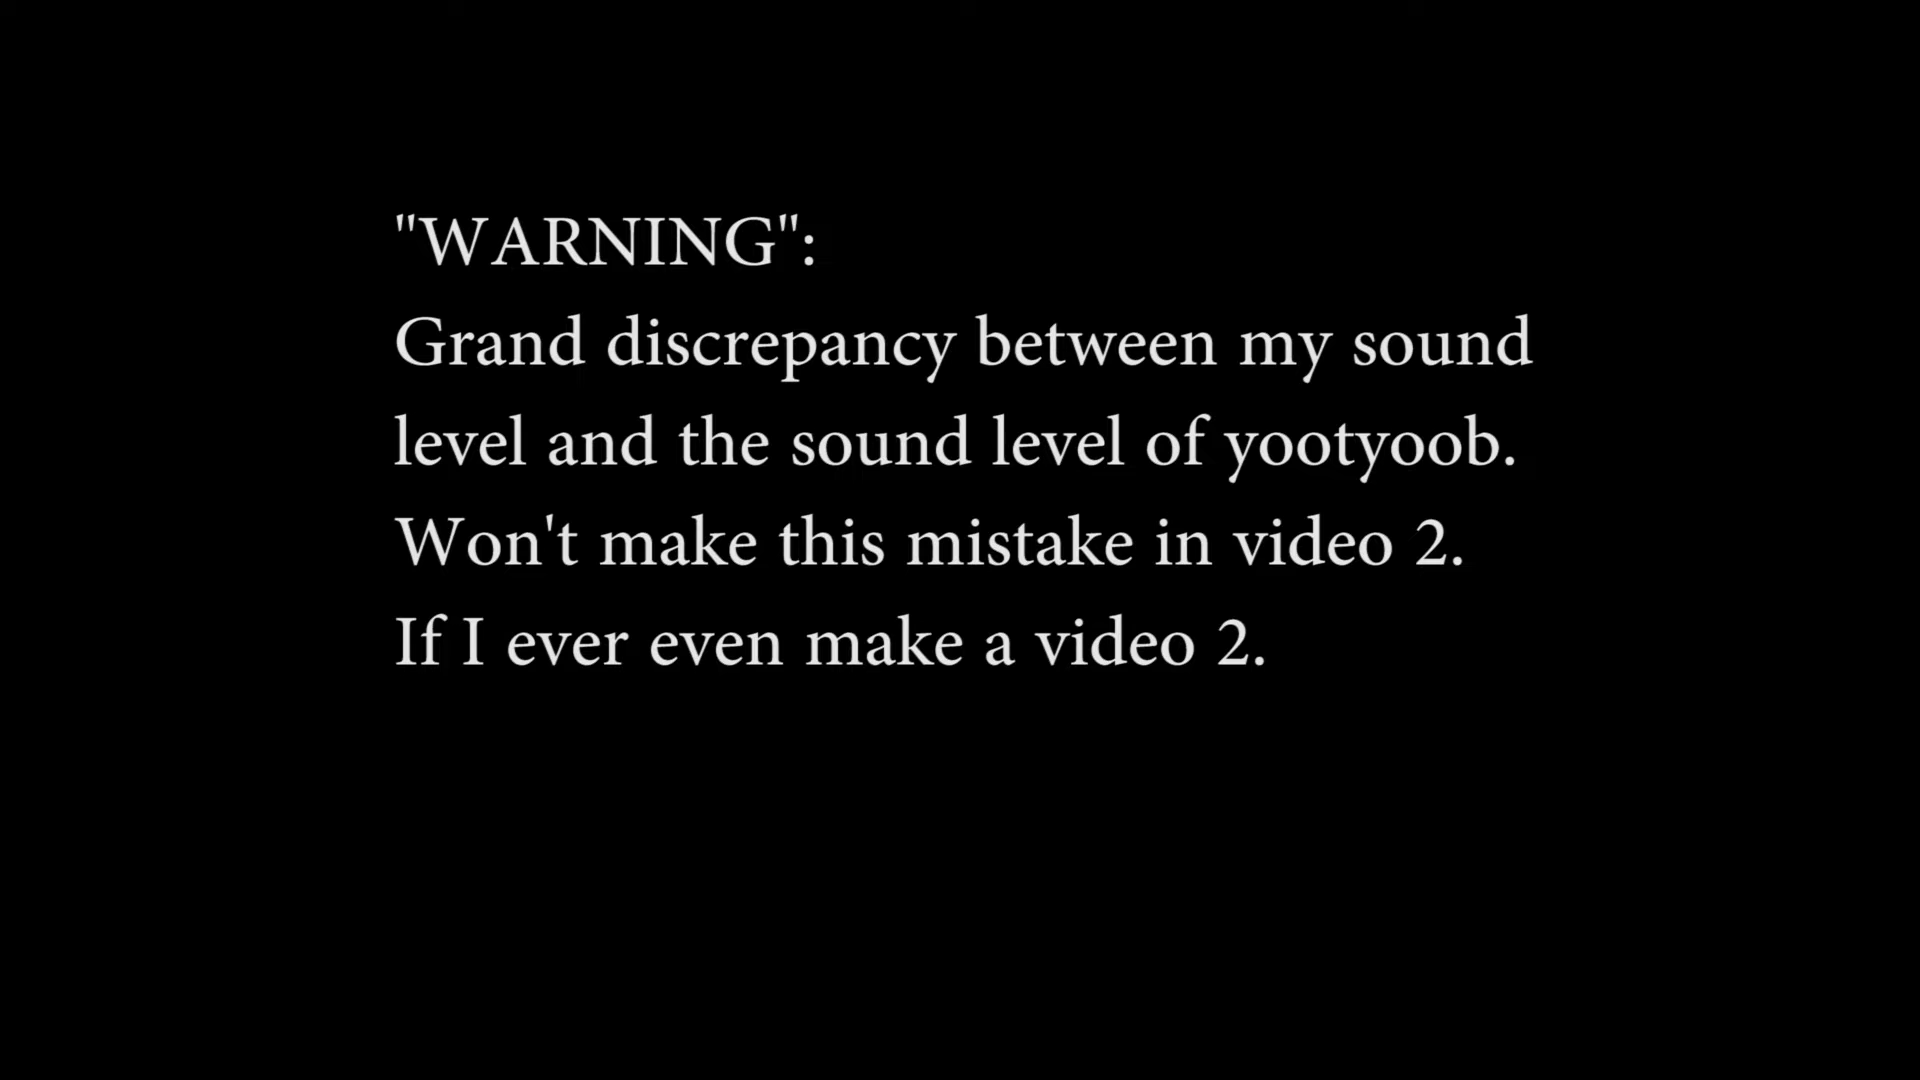 "WARNING":
Grand discrepancy between my sound
level and the sound level of yootyoob.
Won't make this mistake in video 2.
If I ever even make a video 2.